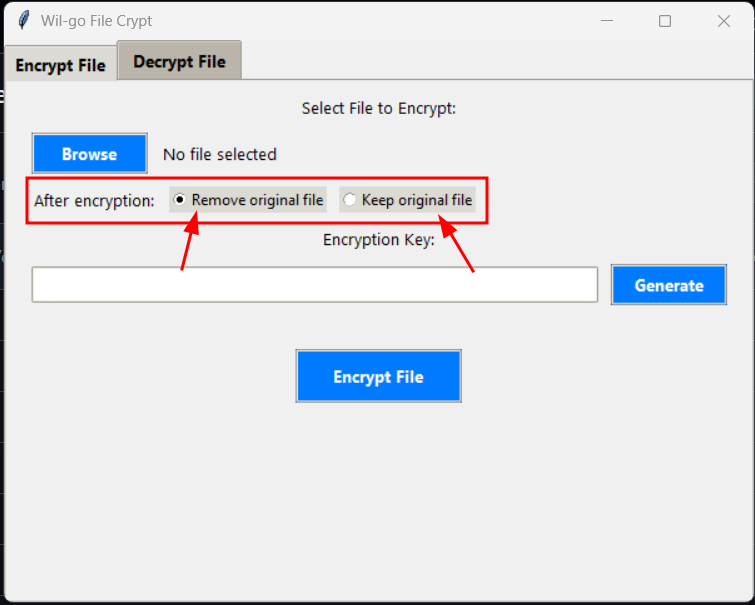 Wil-go File Crypt
Encrypt File Decrypt File
Select File to Encrypt:
Browse No file selected
After encryption: Remove original file Keep original file
Encryption Key:
Generate
Encrypt File